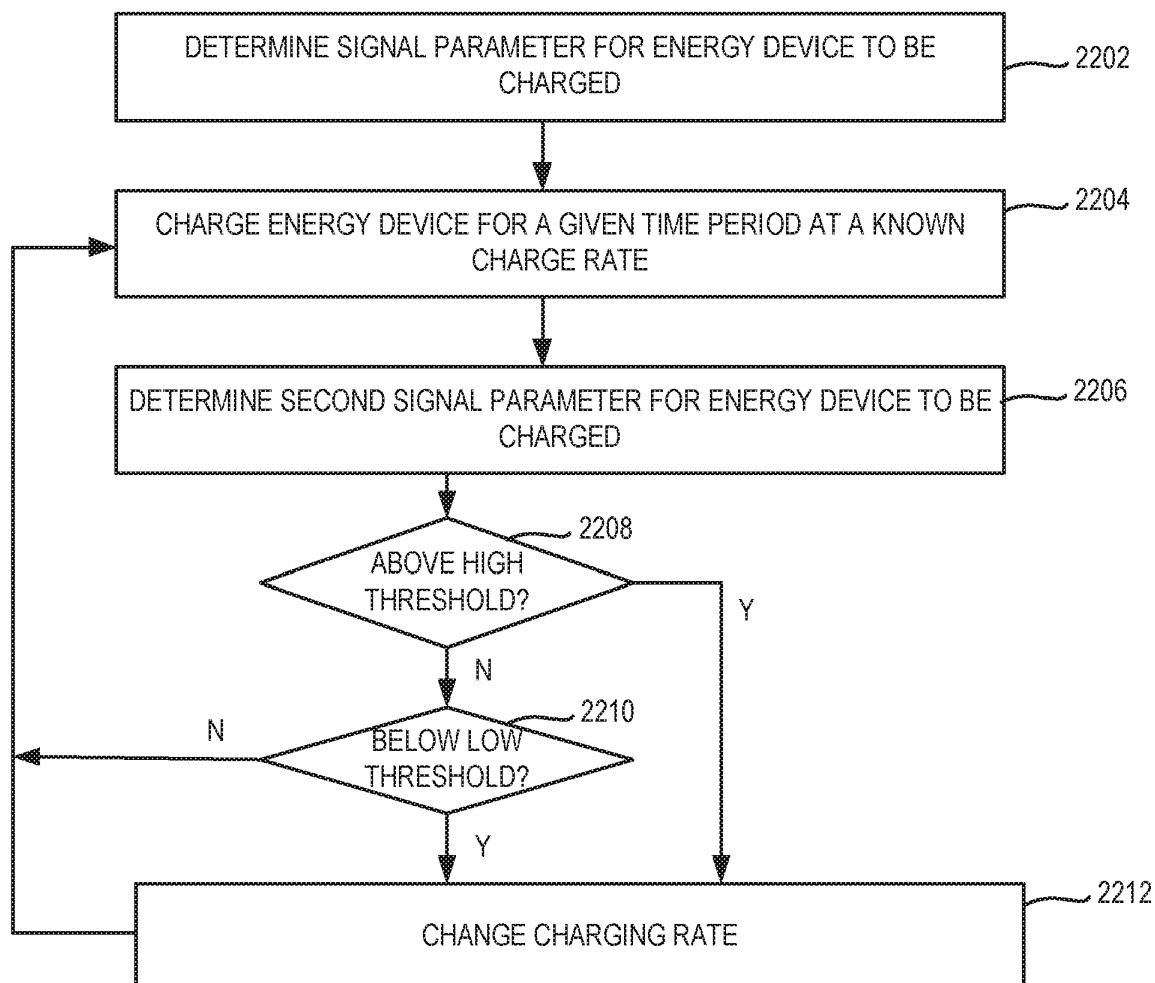 DETERMINE SIGNAL PARAMETER FOR ENERGY DEVICE TO BE
CHARGED
2202
CHARGE ENERGY DEVICE FOR A GIVEN TIME PERIOD AT A KNOWN
CHARGE RATE
2204
DETERMINE SECOND SIGNAL PARAMETER FOR ENERGY DEVICE TO BE
CHARGED
2206
2208
ABOVE HIGH
THRESHOLD?
Y
N
2210
N
BELOW LOW
THRESHOLD?
Y
2212
CHANGE CHARGING RATE